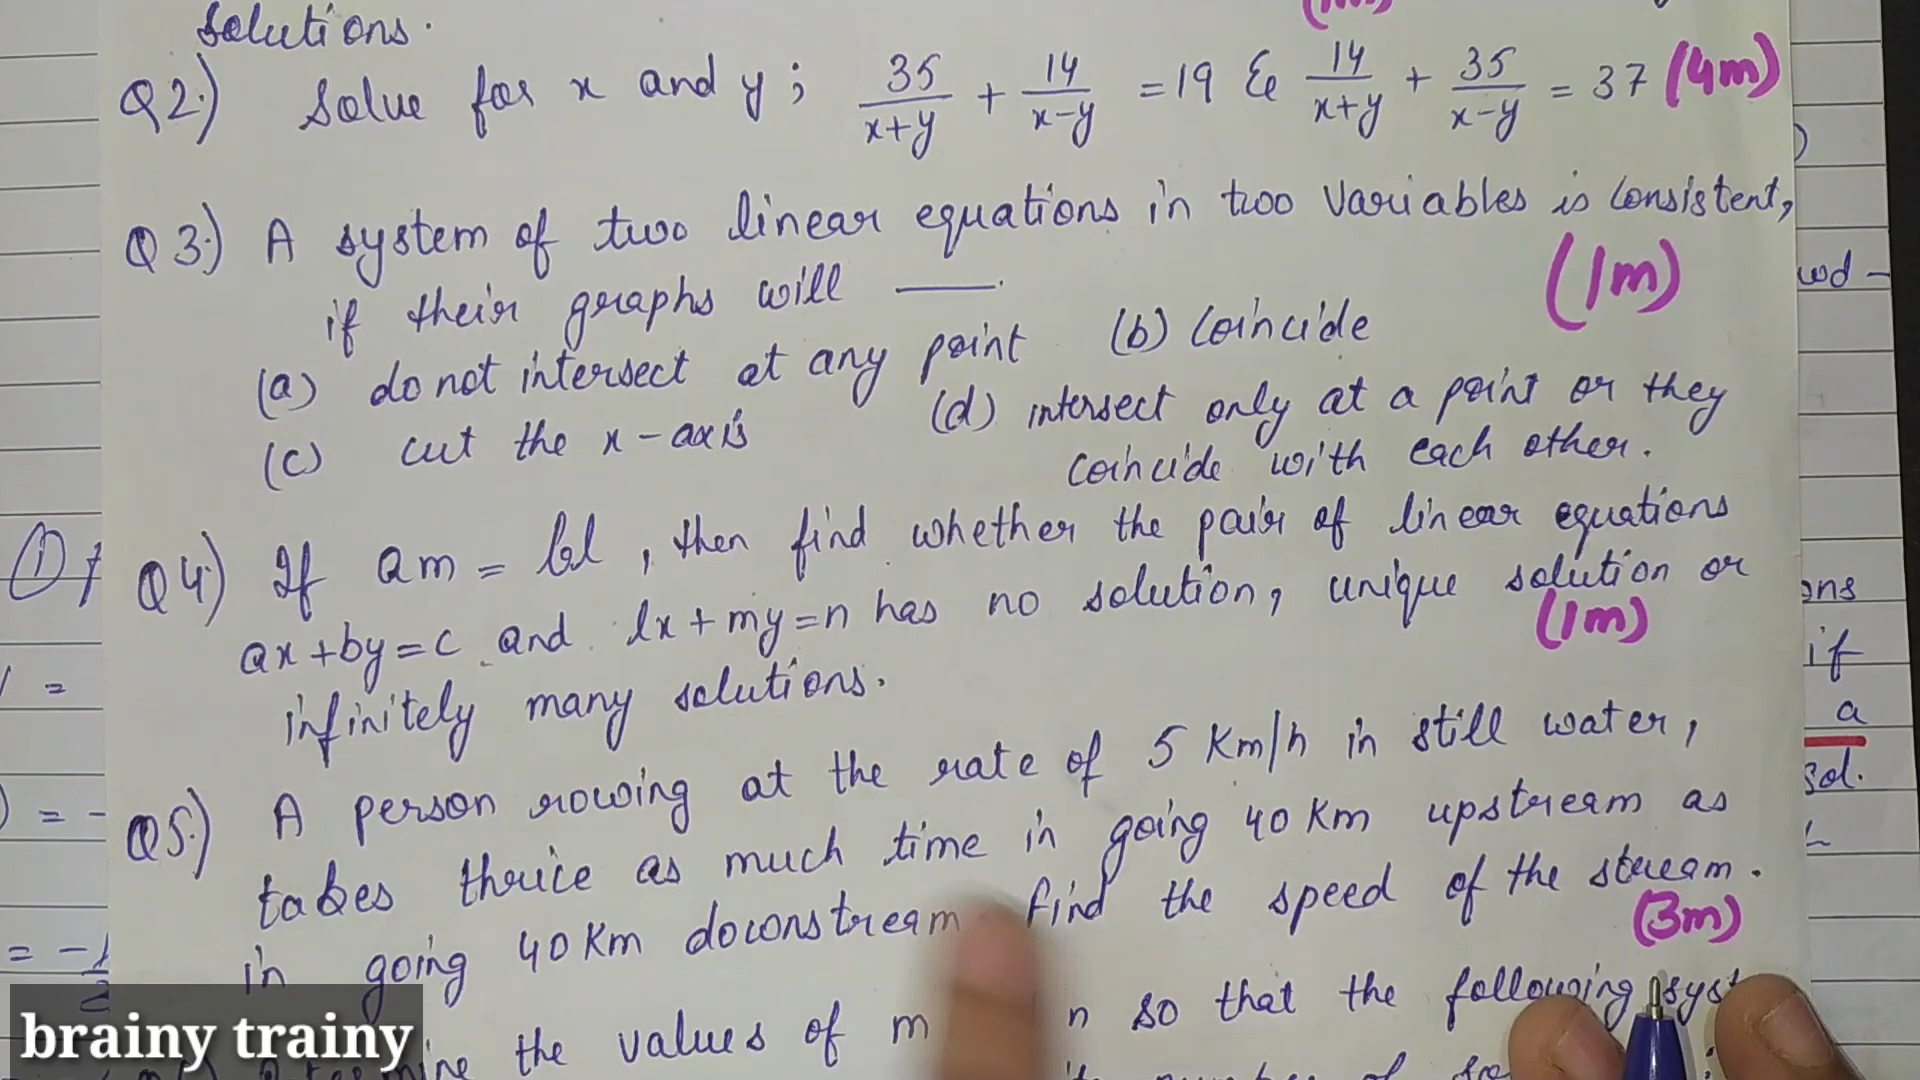 solutions.
(1m)
Q2.) Solve for x and y; 35/(x+y) + 14/(x-y) = 19 & 14/(x+y) + 35/(x-y) = 37 (4m)
Q3.) A system of two linear equations in two variables is consistent,
if their graphs will ____. (1m)
(a) do not intersect at any point (b) coincide
(c) cut the x-axis (d) intersect only at a point or they
coincide with each other.
Q4.) If am = bl, then find whether the pair of linear equations
ax+by=c and lx+my=n has no solution, unique solution or
infinitely many solutions. (1m)
Q5.) A person rowing at the rate of 5 Km/h in still water,
takes thrice as much time in going 40 Km upstream as
in going 40 Km downstream find the speed of the stream.
(3m)
the values of m n so that the following
number of
ons
if
a
sol.
brainy trainy